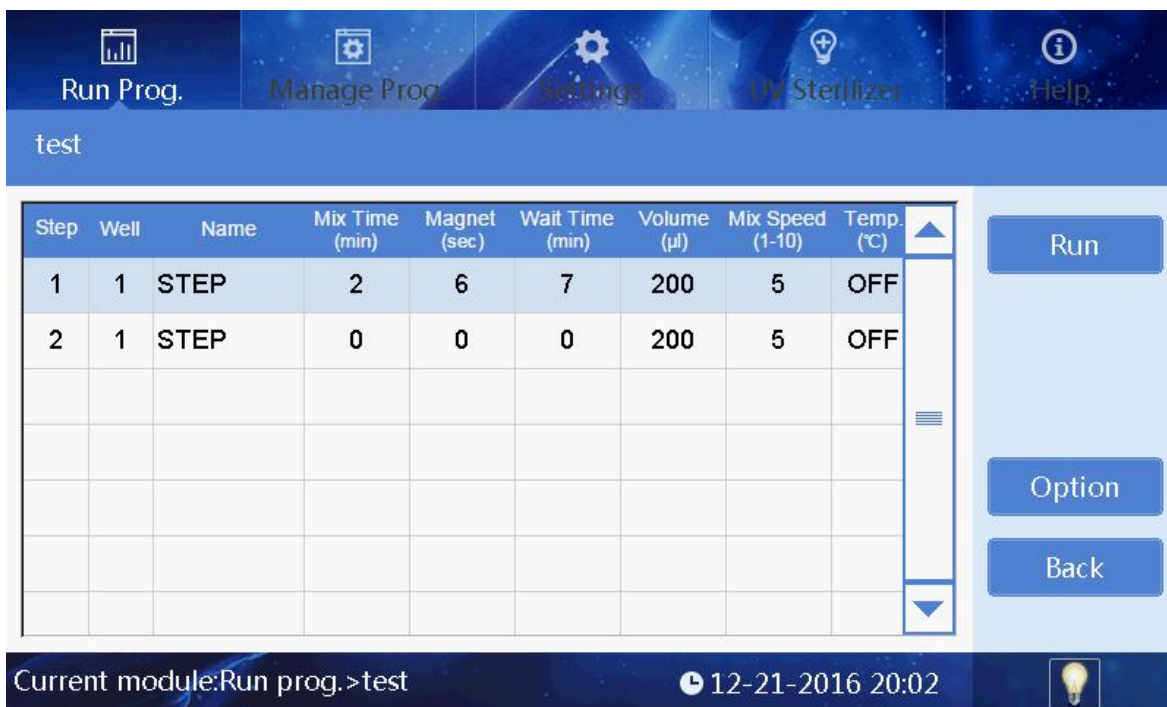 Run Prog. Manage Prog. Settings UV Sterilizer Help
test
Step Well Name Mix Time (min) Magnet (sec) Wait Time (min) Volume (µl) Mix Speed (1-10) Temp. (℃)
1 1 STEP 2 6 7 200 5 OFF
2 1 STEP 0 0 0 200 5 OFF
Run
Option
Back
Current module:Run prog.>test 12-21-2016 20:02